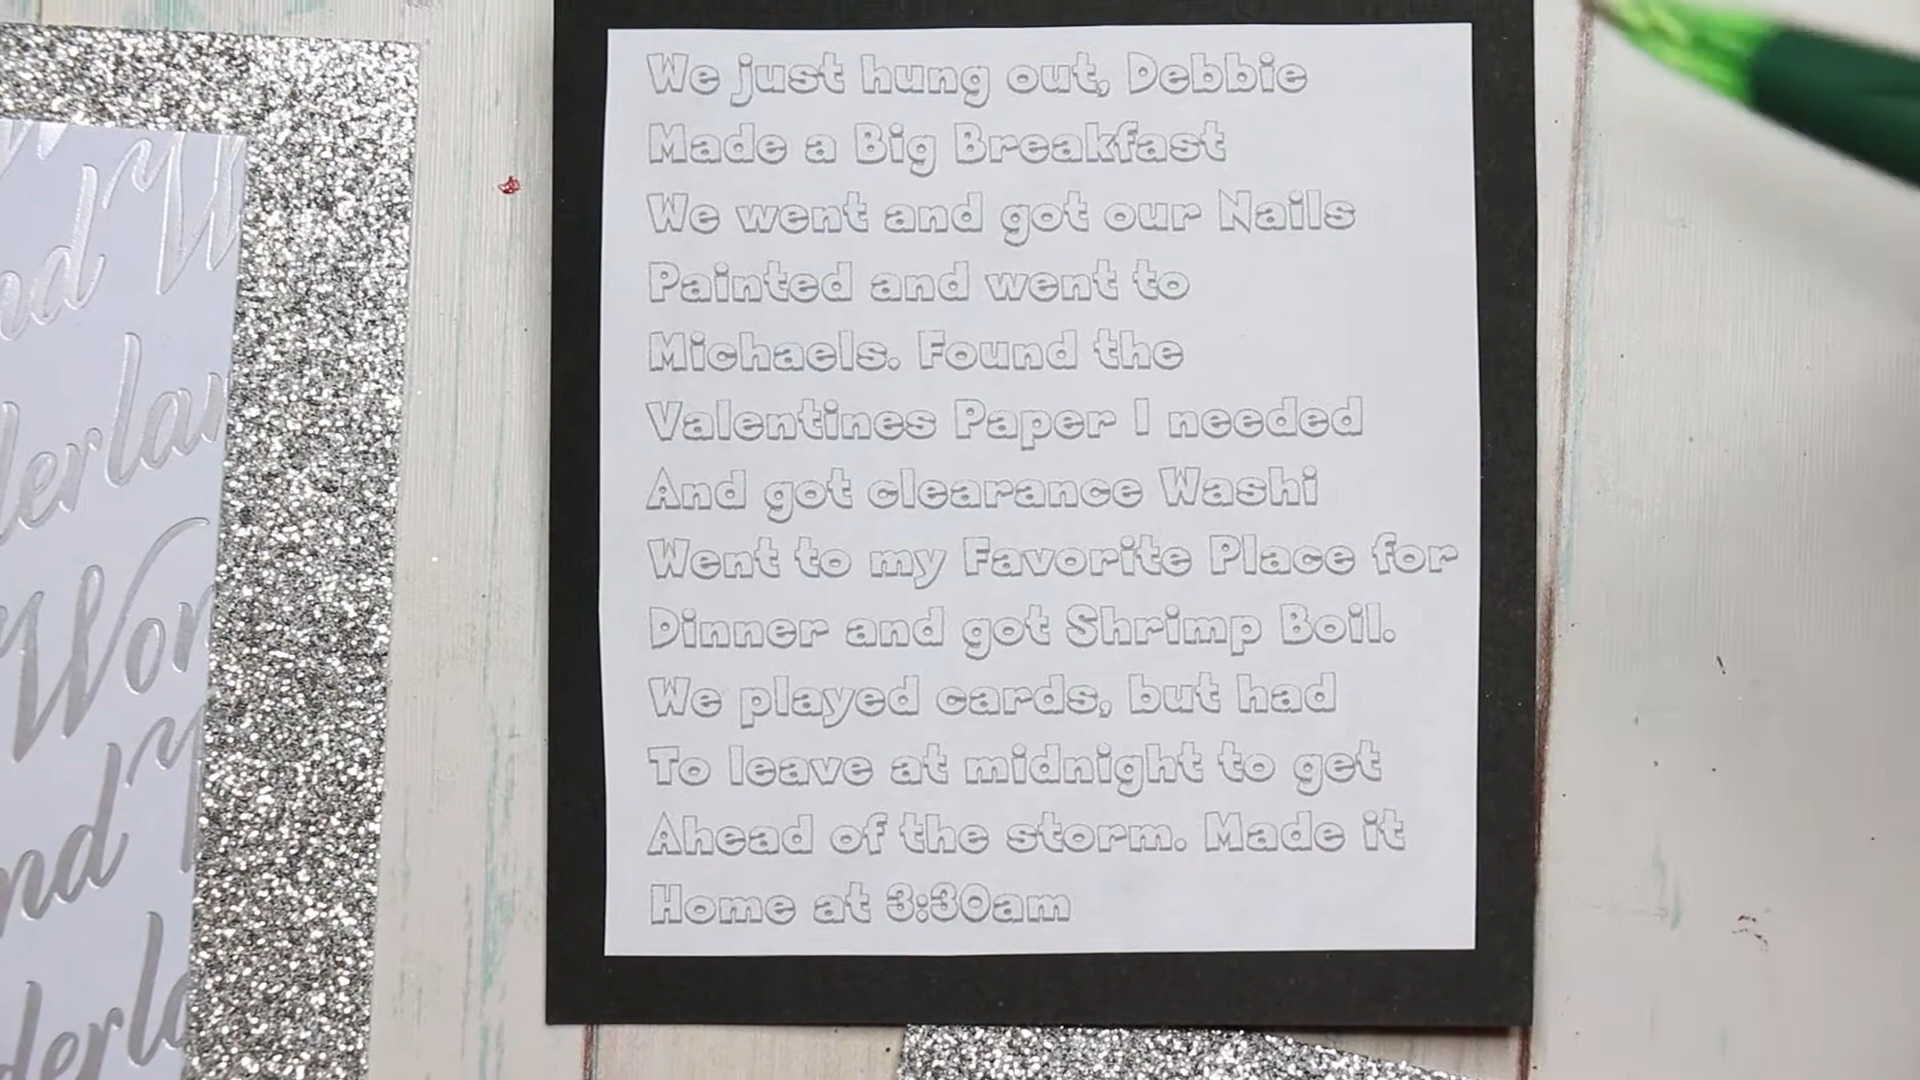 We just hung out, Debbie
Made a Big Breakfast
We went and got our Nails
Painted and went to
Michaels. Found the
Valentines Paper I needed
And got clearance Washi
Went to my Favorite Place for
Dinner and got Shrimp Boil.
We played cards, but had
To leave at midnight to get
Ahead of the storm. Made it
Home at 3:30am